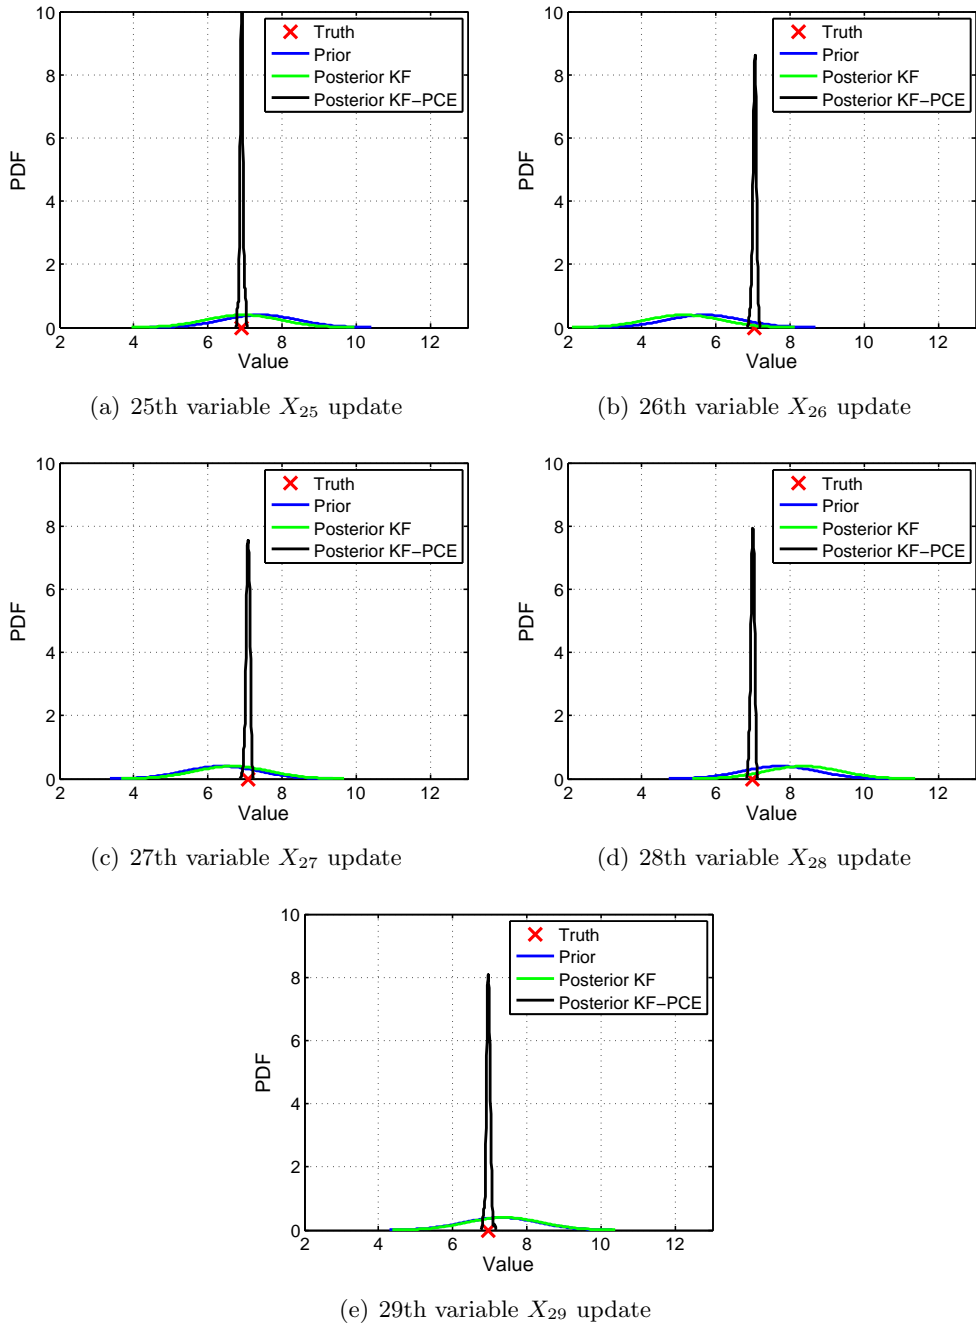 10
8
6
4
2
0
PDF
2
4
6
8
10
12
Value
Truth
Prior
Posterior KF
Posterior KF−PCE
(a) 25th variable X25 update
10
8
6
4
2
0
PDF
2
4
6
8
10
12
Value
Truth
Prior
Posterior KF
Posterior KF−PCE
(b) 26th variable X26 update
10
8
6
4
2
0
PDF
2
4
6
8
10
12
Value
Truth
Prior
Posterior KF
Posterior KF−PCE
(c) 27th variable X27 update
10
8
6
4
2
0
PDF
2
4
6
8
10
12
Value
Truth
Prior
Posterior KF
Posterior KF−PCE
(d) 28th variable X28 update
10
8
6
4
2
0
PDF
2
4
6
8
10
12
Value
Truth
Prior
Posterior KF
Posterior KF−PCE
(e) 29th variable X29 update